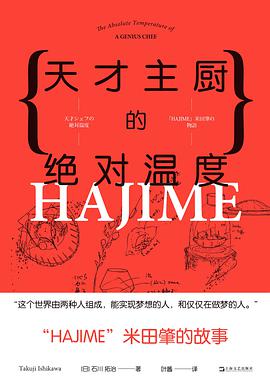 The Absolute Temperature of
A GENIUS CHEF
天才主厨
天才シェフの
絶対温度
的
「HAJIME」米田肇の
物語
绝对温度
HAJIME
“这个世界由两种人组成，能实现梦想的人，和仅仅在做梦的人。”
“HAJIME”米田肇的故事
Takuji Ishikawa
[日] 石川拓治 — 著
叶酱 — 译
上海文艺出版社